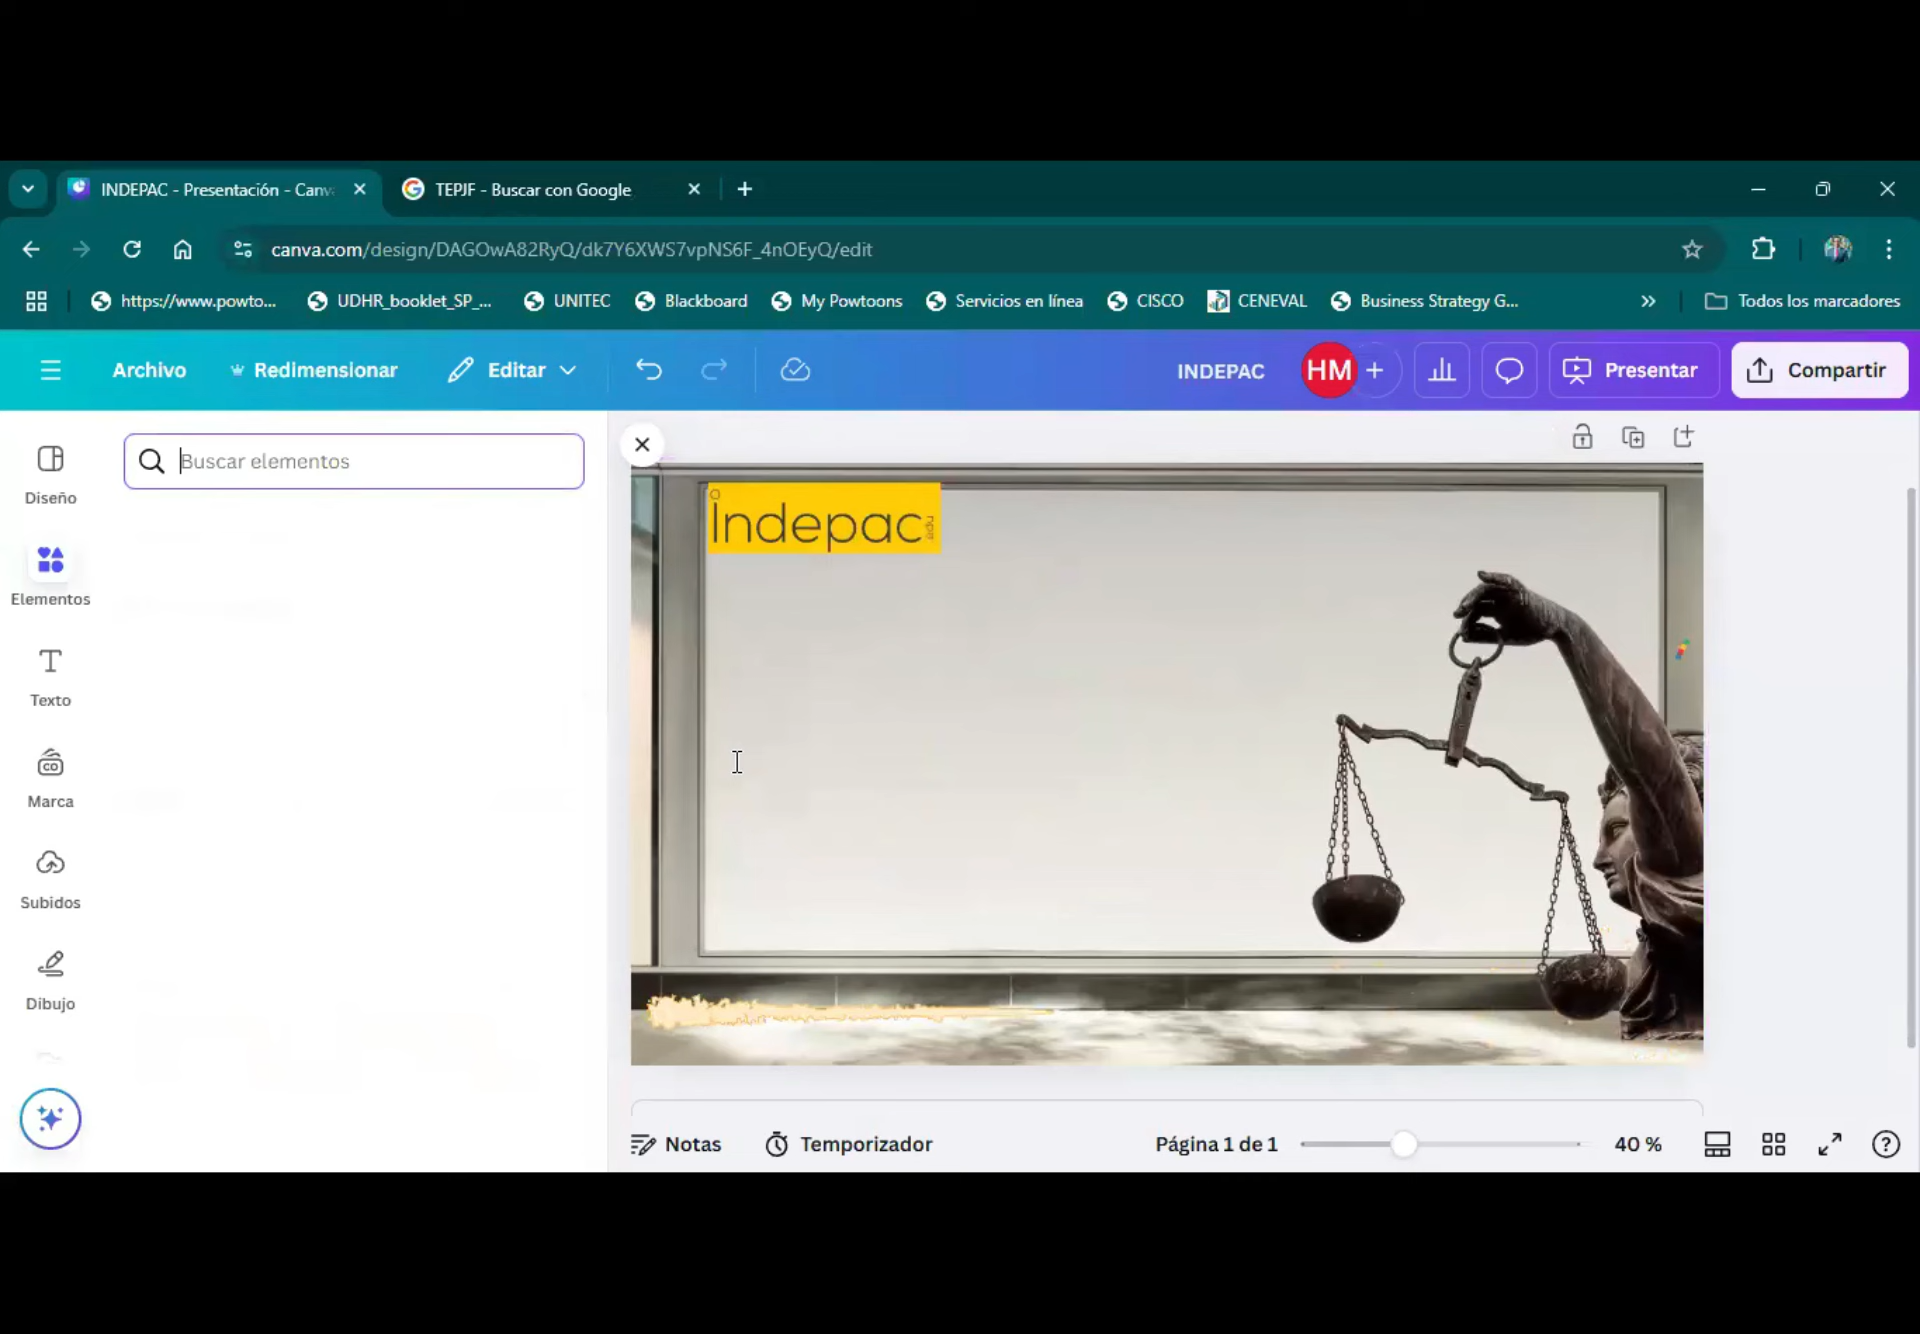 INDEPAC - Presentación - Canv
TEPJF - Buscar con Google
canva.com/design/DAGOwA82RyQ/dk7Y6XWS7vpNS6F_4nOEyQ/edit
https://www.powto...
UDHR_booklet_SP_...
UNITEC
Blackboard
My Powtoons
Servicios en línea
CISCO
CENEVAL
Business Strategy G...
Todos los marcadores
Archivo
Redimensionar
Editar
INDEPAC
HM
Presentar
Compartir
Buscar elementos
Diseño
Elementos
Texto
CO
Marca
Subidos
Dibujo
Indepac
Notas
Temporizador
Página 1 de 1
40 %